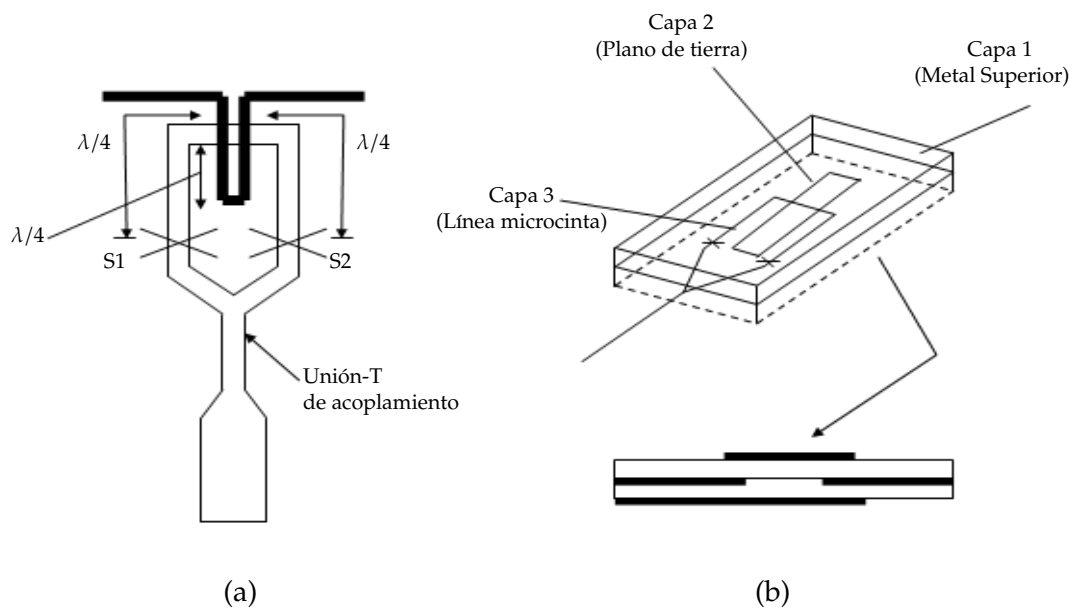 λ/4
λ/4
λ/4
S1
S2
Unión-T
de acoplamiento
(a)
Capa 2
(Plano de tierra)
Capa 1
(Metal Superior)
Capa 3
(Línea microcinta)
(b)